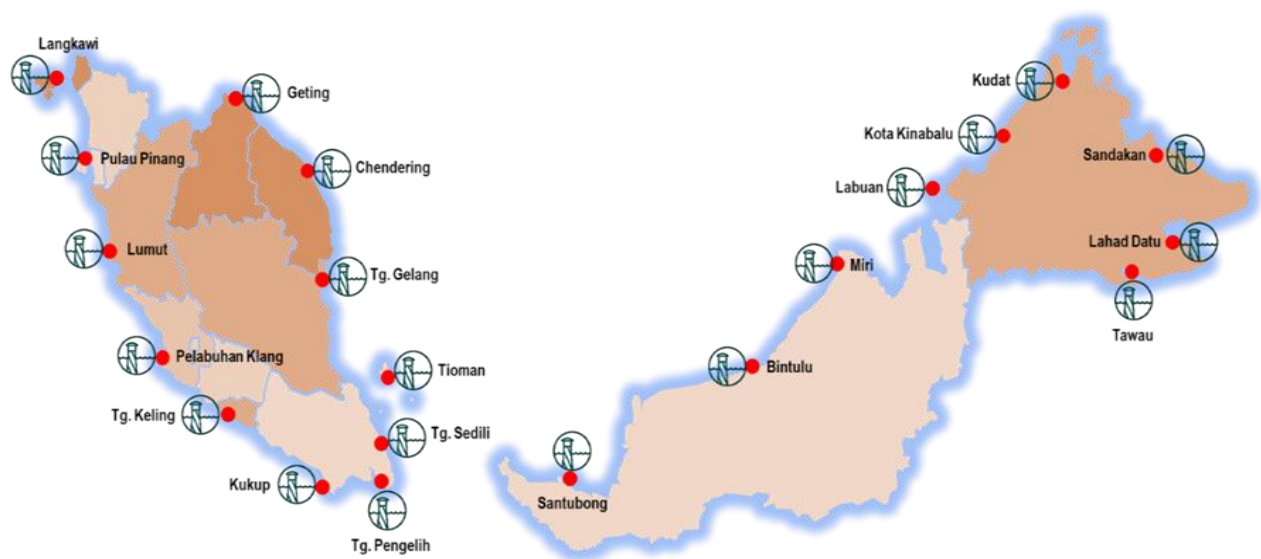 Langkawi
Geting
Pulau Pinang
Chendering
Lumut
Tg. Gelang
Pelabuhan Klang
Tioman
Tg. Keling
Tg. Sedili
Kukup
Tg. Pengelih
Kudat
Kota Kinabalu
Sandakan
Labuan
Lahad Datu
Miri
Tawau
Bintulu
Santubong